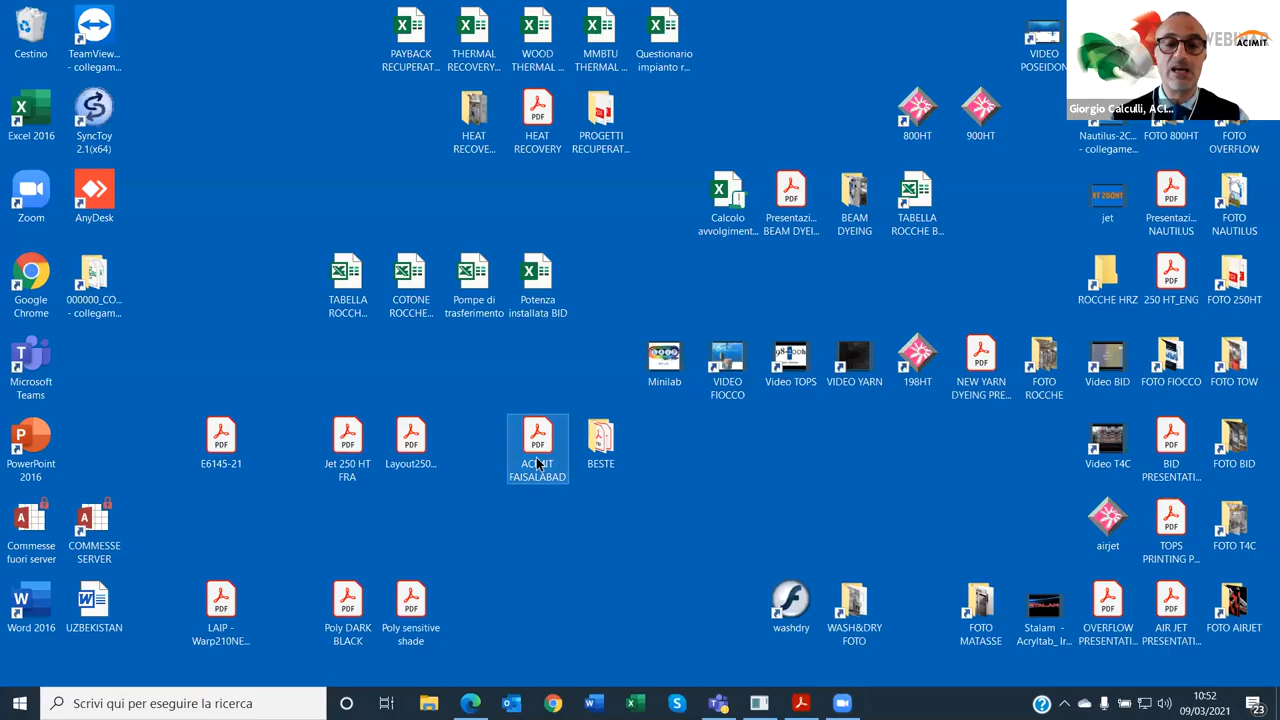 WEBINAR
ACIMIT
Giorgio Calculli, ACI...
Cestino
TeamView...
- collegam...
PAYBACK
RECUPERAT...
THERMAL
RECOVERY...
WOOD
THERMAL ...
MMBTU
THERMAL ...
Questionario
impianto r...
VIDEO
POSEIDON
Excel 2016
SyncToy
2.1(x64)
HEAT
RECOVE...
HEAT
RECOVERY
PROGETTI
RECUPERAT...
800HT
900HT
Nautilus-2C...
- collegame...
FOTO 800HT
FOTO
OVERFLOW
Zoom
AnyDesk
Calcolo
avvolgiment...
Presentazi...
BEAM DYEI...
BEAM
DYEING
TABELLA
ROCCHE B...
jet
Presentazi...
NAUTILUS
FOTO
NAUTILUS
Google
Chrome
000000_CO...
- collegam...
TABELLA
ROCCH...
COTONE
ROCCHE...
Pompe di
trasferimento
Potenza
installata BID
ROCCHE HRZ
250 HT_ENG
FOTO 250HT
Microsoft
Teams
Minilab
VIDEO
FIOCCO
Video TOPS
VIDEO YARN
198HT
NEW YARN
DYEING PRE...
FOTO
ROCCHE
Video BID
FOTO FIOCCO
FOTO TOW
PowerPoint
2016
E6145-21
Jet 250 HT
FRA
Layout250...
ACIMIT
FAISALABAD
BESTE
Video T4C
BID
PRESENTATI...
FOTO BID
Commesse
fuori server
COMMESSE
SERVER
airjet
TOPS
PRINTING P...
FOTO T4C
Word 2016
UZBEKISTAN
LAIP -
Warp210NE...
Poly DARK
BLACK
Poly sensitive
shade
washdry
WASH&DRY
FOTO
FOTO
MATASSE
Stalam -
Acryltab_ Ir...
OVERFLOW
PRESENTATI...
AIR JET
PRESENTATI...
FOTO AIRJET
Scrivi qui per eseguire la ricerca
10:52
09/03/2021
23